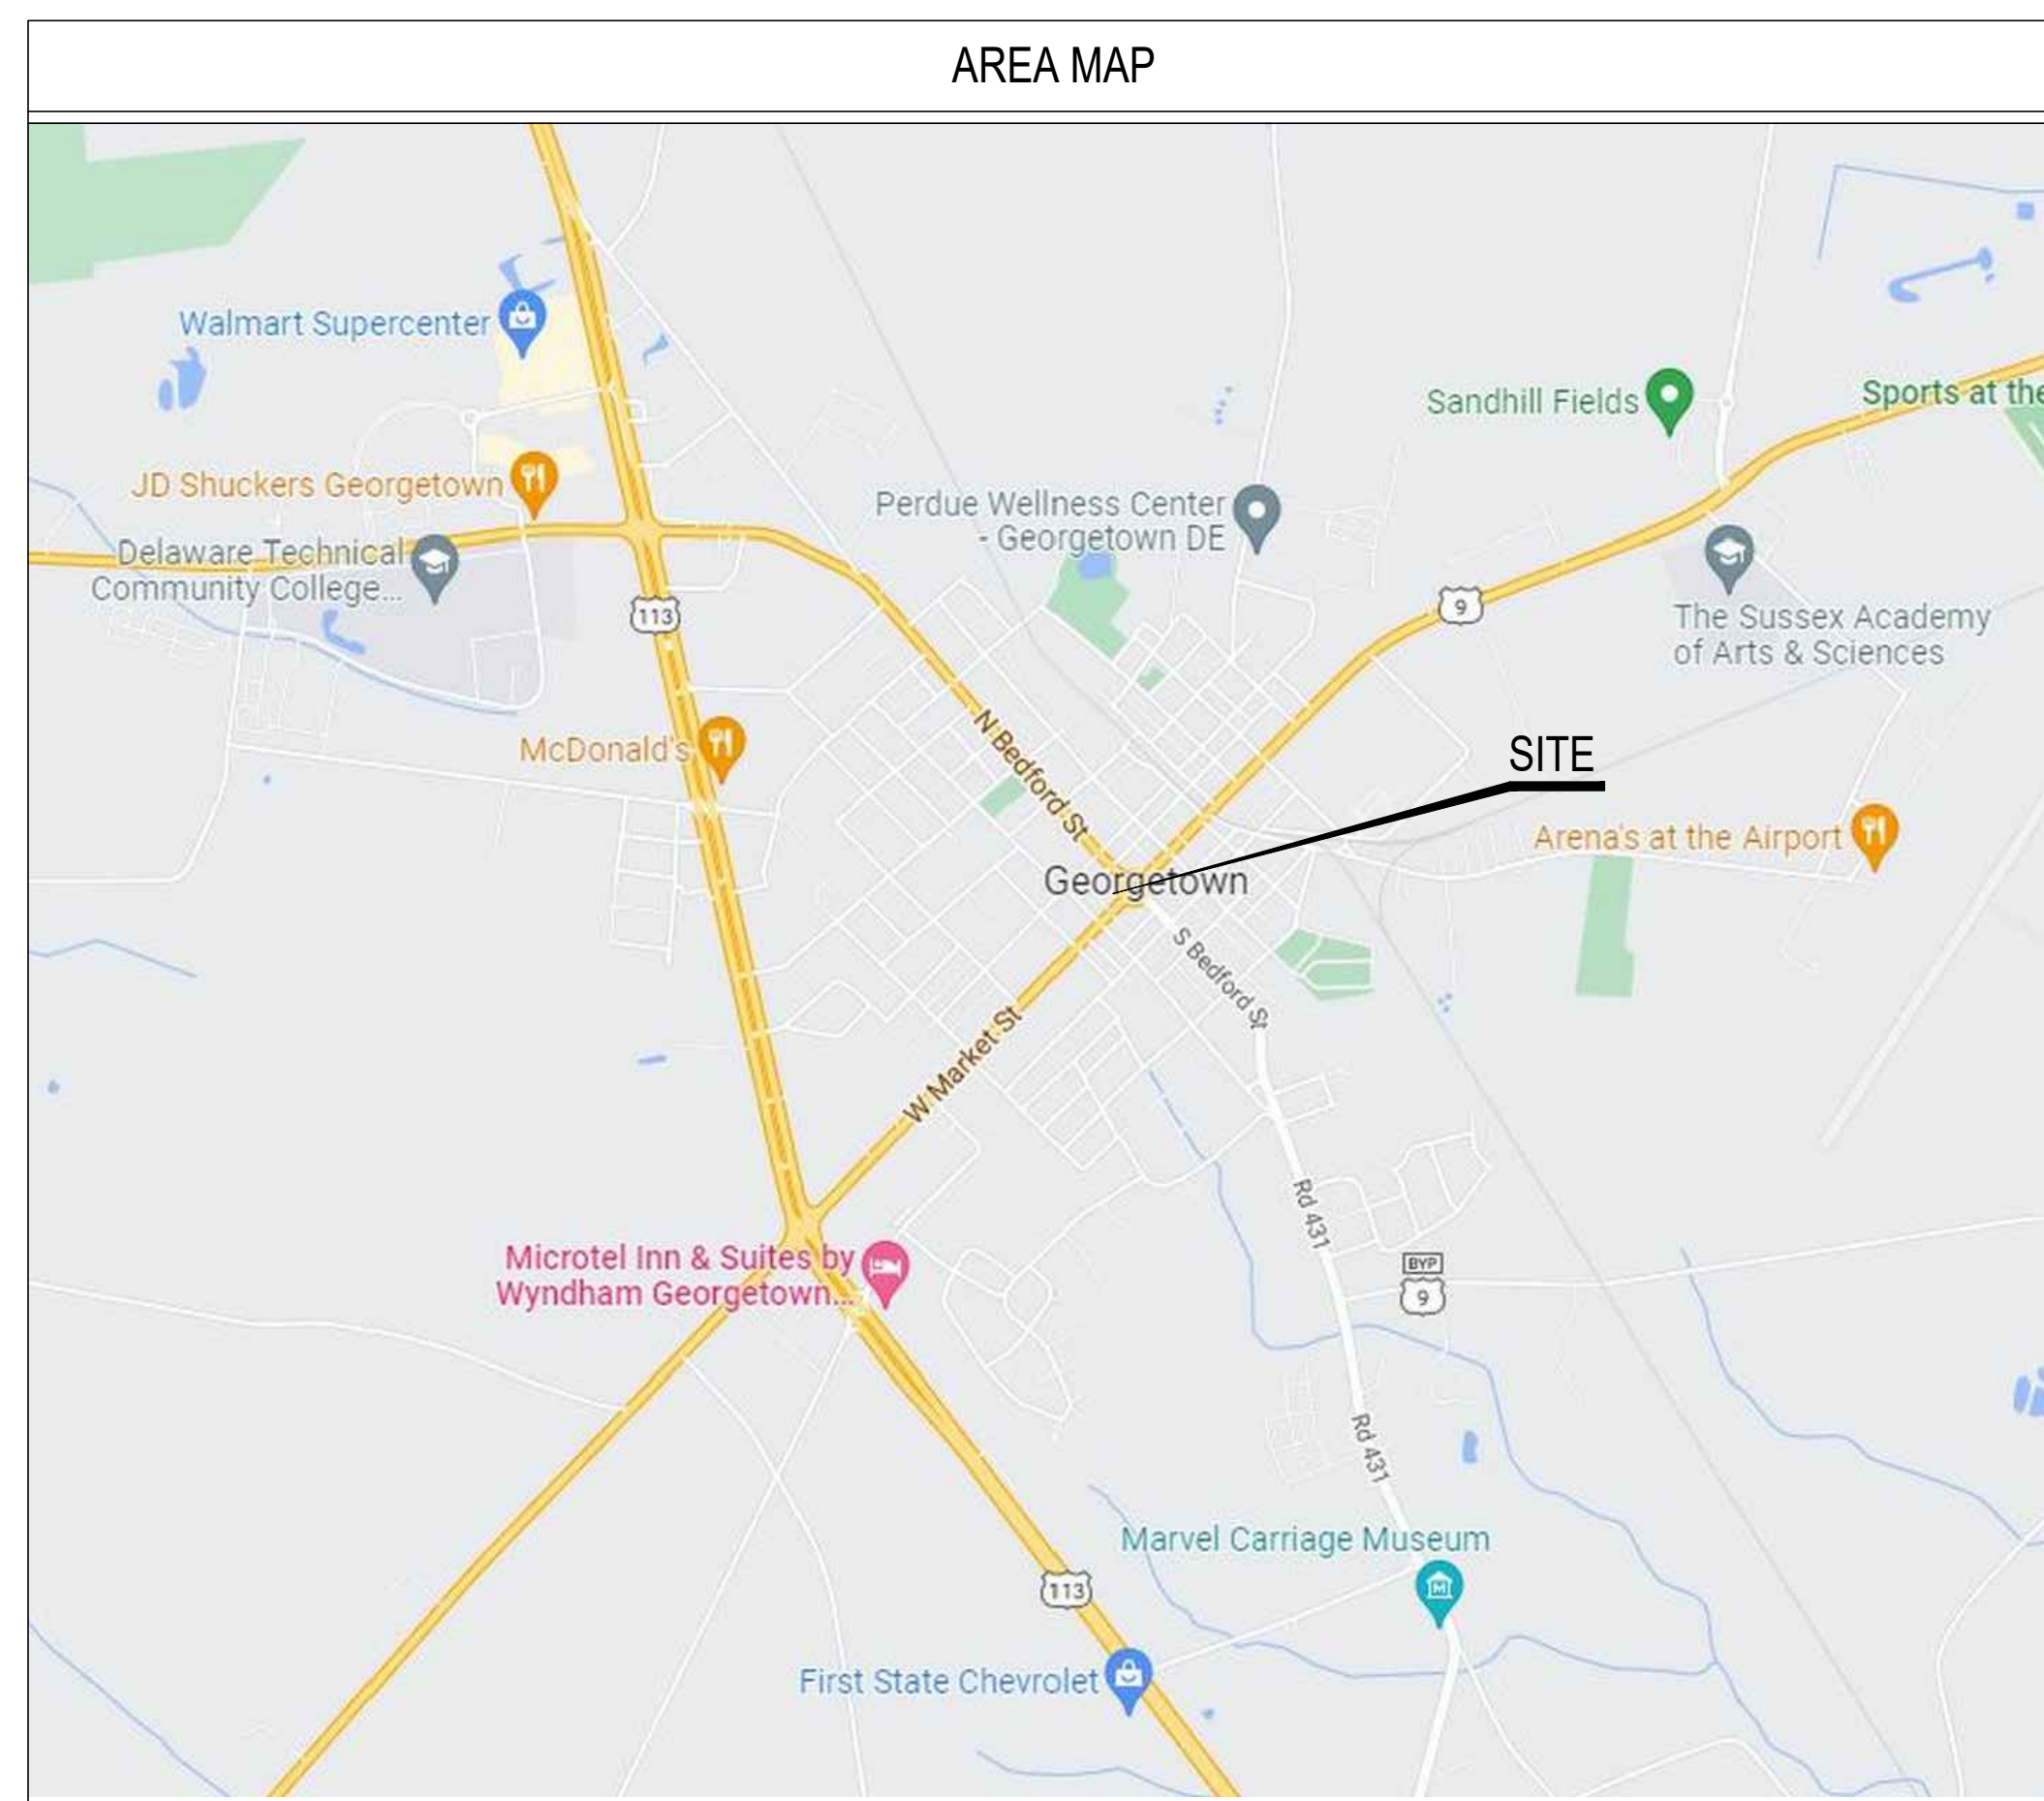 AREA MAP
Walmart Supercenter
Sandhill Fields
Sports at the
JD Shuckers Georgetown
Perdue Wellness Center
- Georgetown DE
Delaware Technical
Community College...
113
9
The Sussex Academy
of Arts & Sciences
McDonald's
N Bedford St
SITE
Arena's at the Airport
Georgetown
S Bedford St
W Market St
Rd 431
Microtel Inn & Suites by
Wyndham Georgetown...
BYP
9
Rd 431
Marvel Carriage Museum
M
113
First State Chevrolet